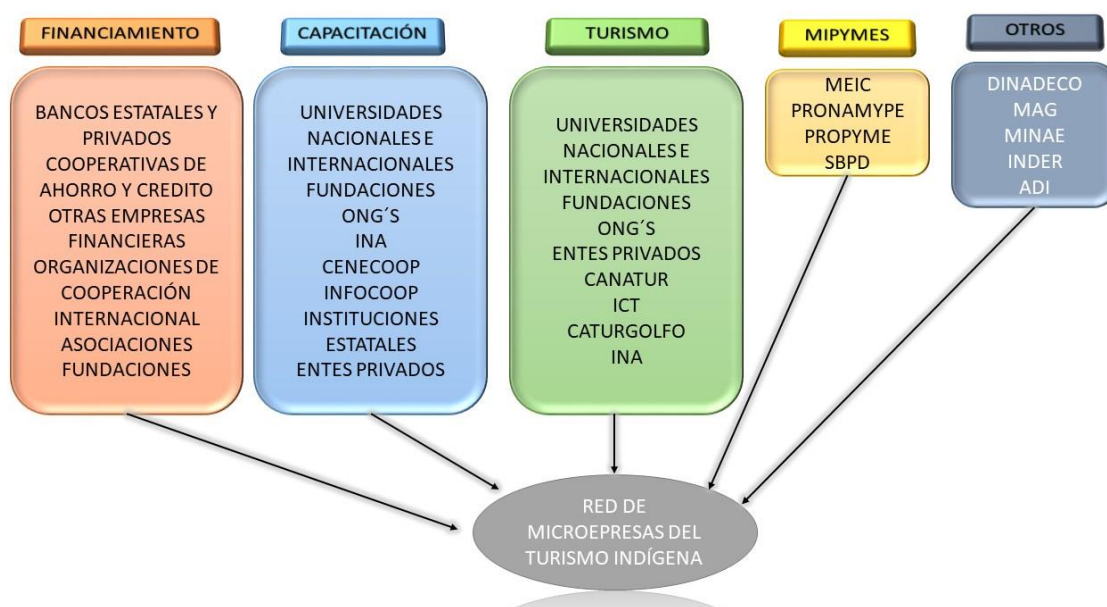 FINANCIAMIENTO
BANCOS ESTATALES Y
PRIVADOS
COOPERATIVAS DE
AHORRO Y CREDITO
OTRAS EMPRESAS
FINANCIERAS
ORGANIZACIONES DE
COOPERACIÓN
INTERNACIONAL
ASOCIACIONES
FUNDACIONES
CAPACITACIÓN
UNIVERSIDADES
NACIONALES E
INTERNACIONALES
FUNDACIONES
ONG´S
INA
CENECOOP
INFOCOOP
INSTITUCIONES
ESTATALES
ENTES PRIVADOS
TURISMO
UNIVERSIDADES
NACIONALES E
INTERNACIONALES
FUNDACIONES
ONG´S
ENTES PRIVADOS
CANATUR
ICT
CATURGOLFO
INA
MIPYMES
MEIC
PRONAMYPE
PROPYME
SBPD
OTROS
DINADECO
MAG
MINAE
INDER
ADI
RED DE
MICROEPRESAS DEL
TURISMO INDÍGENA